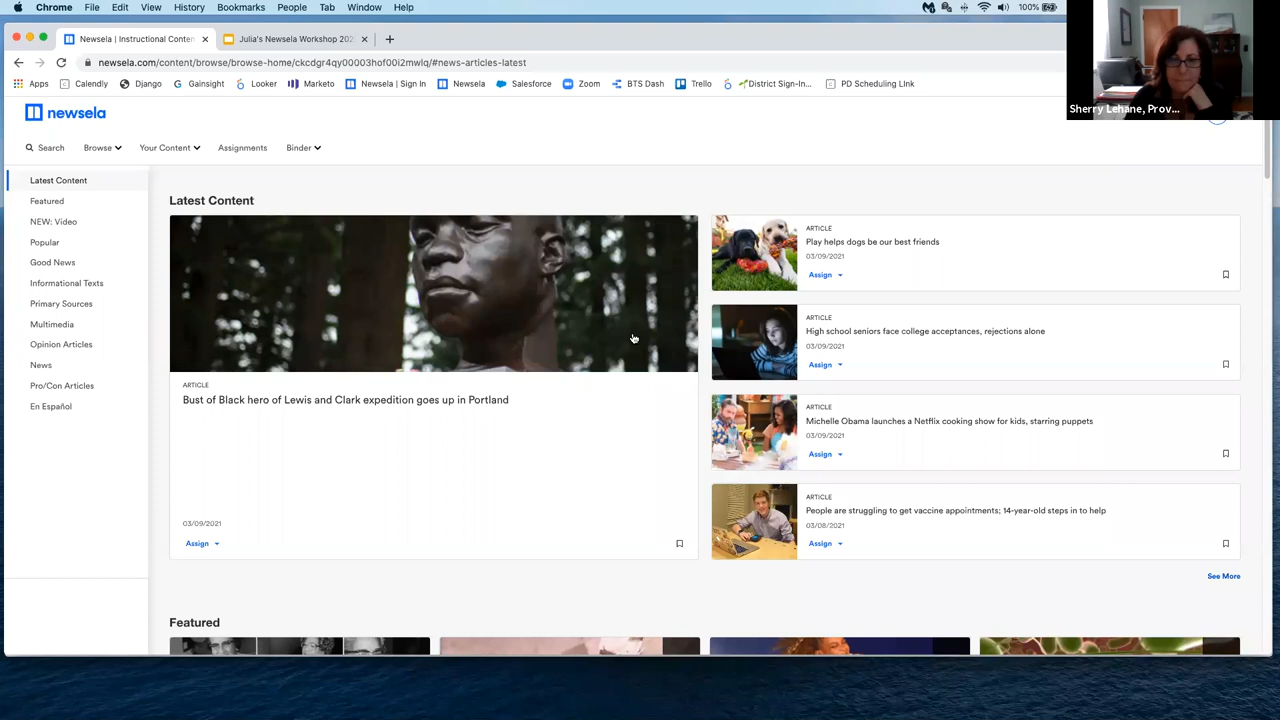 Chrome File Edit View History Bookmarks People Tab Window Help 100%
Newsela | Instructional Conten Julia's Newsela Workshop 202
newsela.com/content/browse/browse-home/ckcdgr4qy00003hof00i2mwlq/#news-articles-latest
Apps Calendly Django Gainsight Looker Marketo Newsela | Sign In Newsela Salesforce Zoom BTS Dash Trello District Sign-In... PD Scheduling LInk
Sherry Lehane, Prov...
newsela
Search Browse Your Content Assignments Binder
Latest Content
Featured
NEW: Video
Popular
Good News
Informational Texts
Primary Sources
Multimedia
Opinion Articles
News
Pro/Con Articles
En Español
Latest Content
ARTICLE
Bust of Black hero of Lewis and Clark expedition goes up in Portland
03/09/2021
Assign
ARTICLE
Play helps dogs be our best friends
03/09/2021
Assign
ARTICLE
High school seniors face college acceptances, rejections alone
03/09/2021
Assign
ARTICLE
Michelle Obama launches a Netflix cooking show for kids, starring puppets
03/09/2021
Assign
ARTICLE
People are struggling to get vaccine appointments; 14-year-old steps in to help
03/08/2021
Assign
See More
Featured